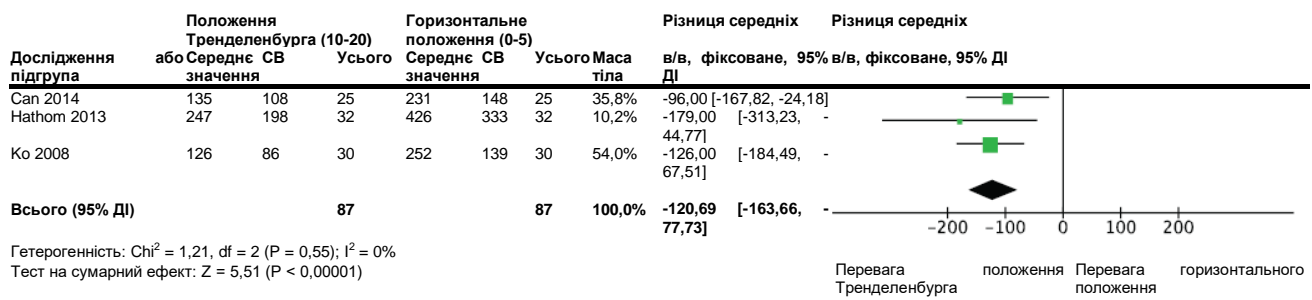 Положення Тренделенбурга (10-20) Горизонтальне положення (0-5) Різниця середніх Різниця середніх
Дослідження або підгрупа Середнє значення СВ Усього Середнє значення СВ Усього Маса тіла в/в, фіксоване, 95% ДІ в/в, фіксоване, 95% ДІ
Can 2014 135 108 25 231 148 25 35,8% -96,00 [-167,82, -24,18]
Hathom 2013 247 198 32 426 333 32 10,2% -179,00 [-313,23, -44,77]
Ko 2008 126 86 30 252 139 30 54,0% -126,00 [-184,49, -67,51]
Всього (95% ДІ) 87 87 100,0% -120,69 [-163,66, -77,73]
-200 -100 0 100 200
Гетерогенність: Chi² = 1,21, df = 2 (P = 0,55); I² = 0%
Тест на сумарний ефект: Z = 5,51 (P < 0,00001)
Перевага положення Тренделенбурга
Перевага горизонтального положення